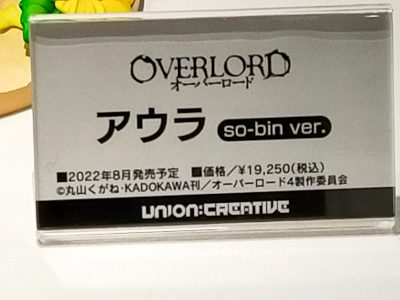 OVERLORD
オーバーロード
アウラ so-bin ver.
■2022年8月発売予定 ■価格／¥19,250(税込)
©丸山くがね・KADOKAWA刊／オーバーロード4製作委員会
UNION:CREATIVE